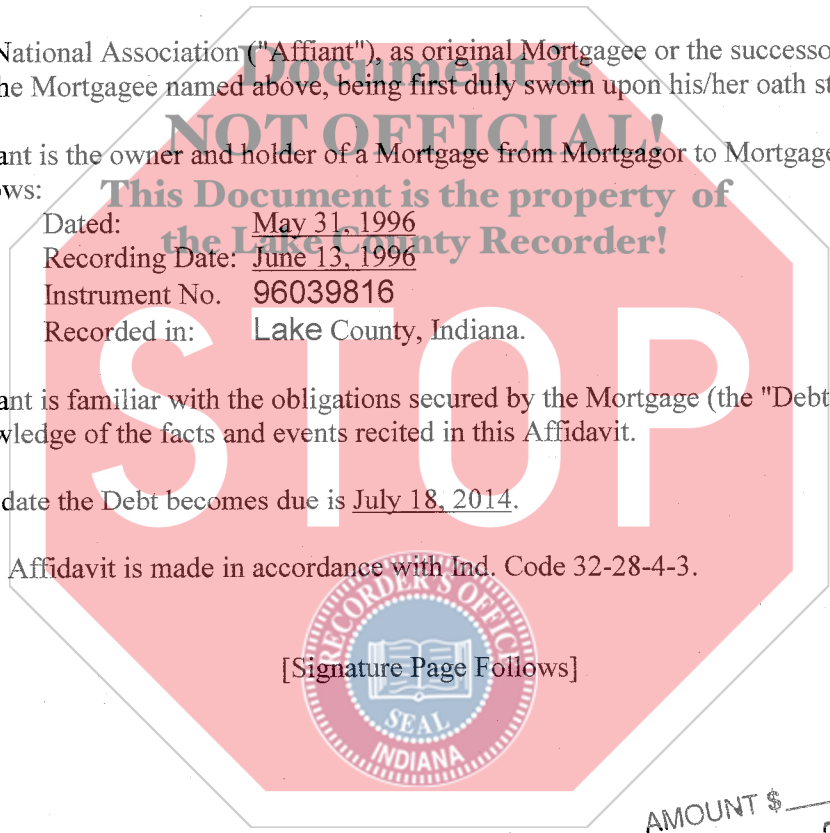 National Association ("Affiant"), as original Mortgagee or the successo
he Mortgagee named above, being first duly sworn upon his/her oath st
ant is the owner and holder of a Mortgage from Mortgagor to Mortgage
ws:
Dated: May 31, 1996
Recording Date: June 13, 1996
Instrument No. 96039816
Recorded in: Lake County, Indiana.
ant is familiar with the obligations secured by the Mortgage (the "Debt
wledge of the facts and events recited in this Affidavit.
date the Debt becomes due is July 18, 2014.
Affidavit is made in accordance with Ind. Code 32-28-4-3.
[Signature Page Follows]
Document is
NOT OFFICIAL!
This Document is the property of
the Lake County Recorder!
STOP
RECORDER'S OFFICE
SEAL
INDIANA
AMOUNT $